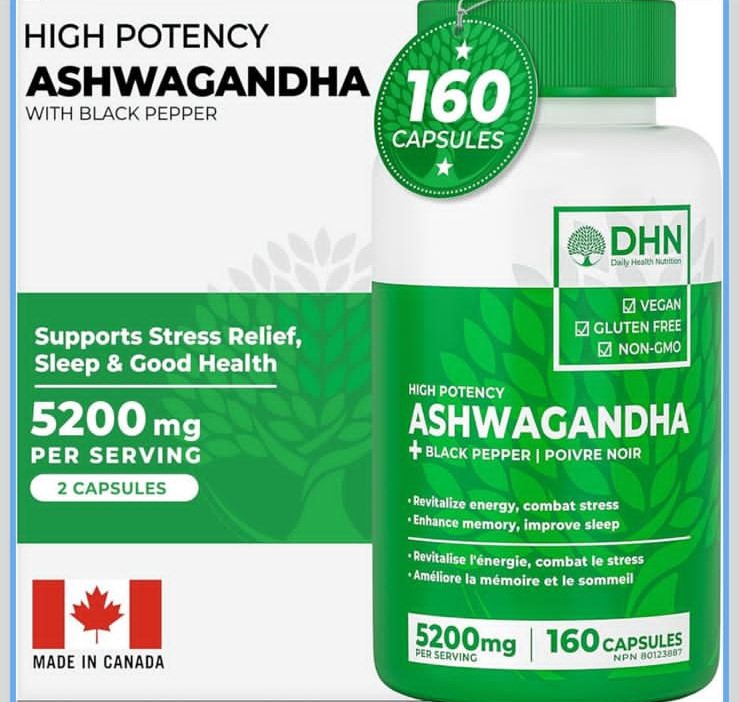 HIGH POTENCY
ASHWAGANDHA
WITH BLACK PEPPER
160
CAPSULES
Supports Stress Relief,
Sleep & Good Health
5200 mg
PER SERVING
2 CAPSULES
MADE IN CANADA
DHN
Daily Health Nutrition
VEGAN
GLUTEN FREE
NON-GMO
HIGH POTENCY
ASHWAGANDHA
+ BLACK PEPPER | POIVRE NOIR
• Revitalize energy, combat stress
• Enhance memory, improve sleep
• Revitalise l'énergie, combat le stress
• Améliore la mémoire et le sommeil
5200mg | 160 CAPSULES
PER SERVING NPN 80123887